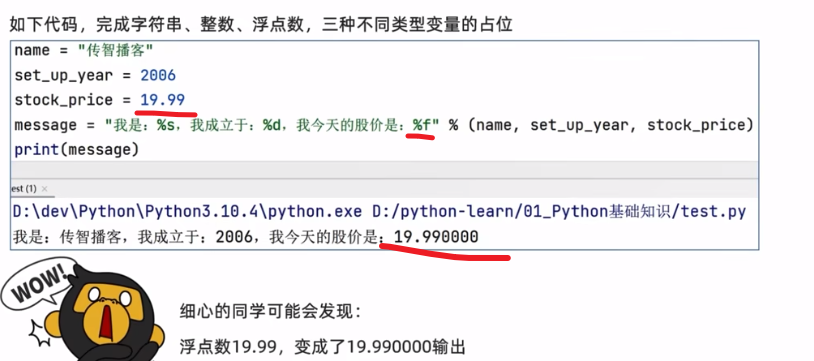 如下代码，完成字符串、整数、浮点数，三种不同类型变量的占位
name = "传智播客"
set_up_year = 2006
stock_price = 19.99
message = "我是：%s，我成立于：%d，我今天的股价是：%f" % (name, set_up_year, stock_price)
print(message)
est (1) ×
D:\dev\Python\Python3.10.4\python.exe D:/python-learn/01_Python基础知识/test.py
我是：传智播客，我成立于：2006，我今天的股价是：19.990000
WOW!
细心的同学可能会发现：
浮点数19.99，变成了19.990000输出